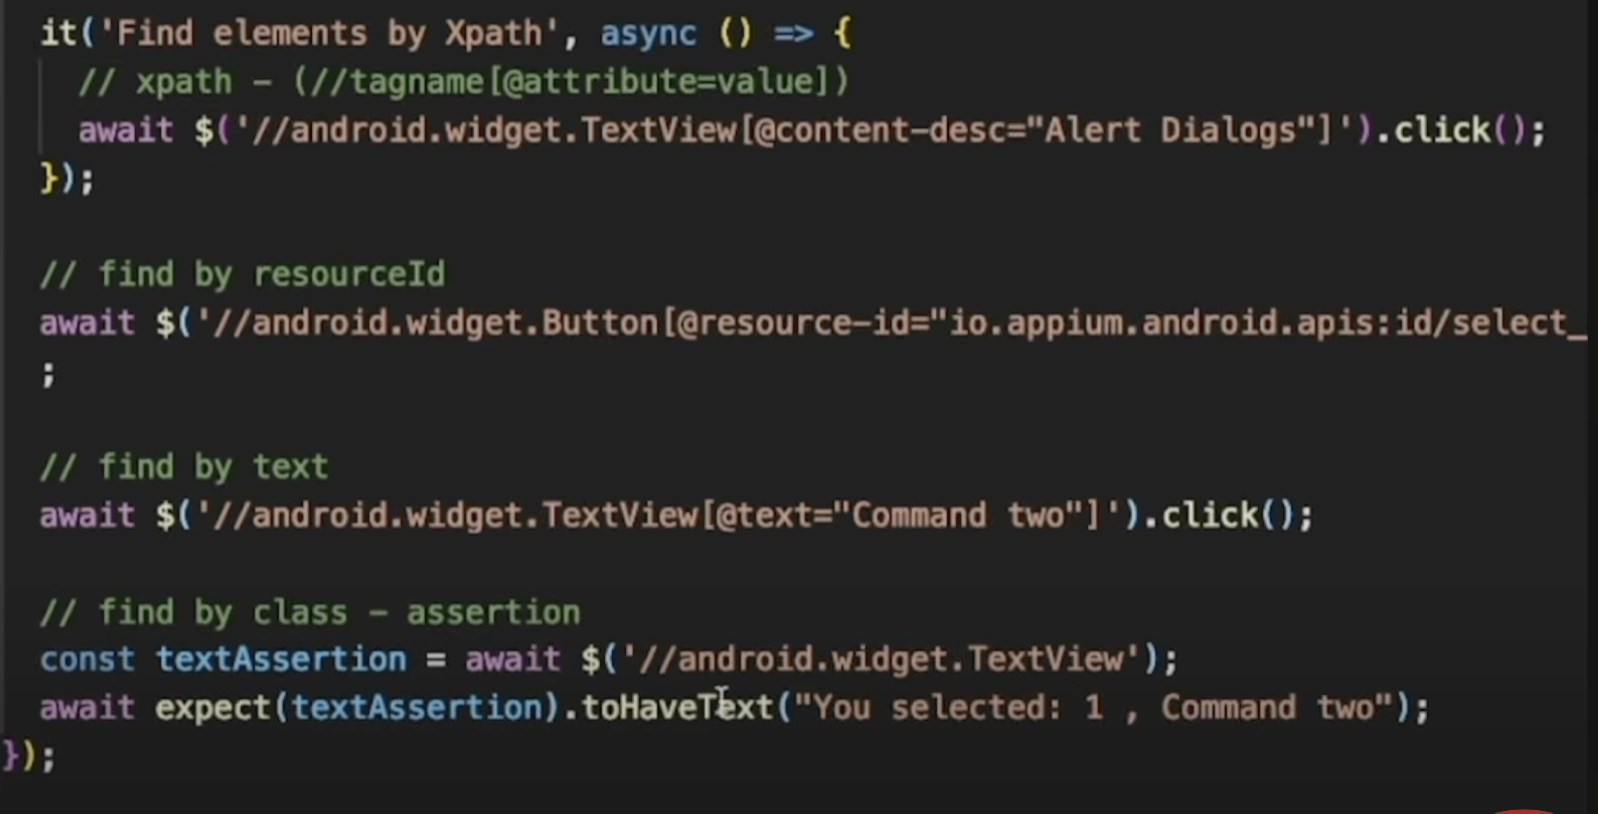 it('Find elements by Xpath', async () => {
// xpath – (//tagname[@attribute=value])
await $('//android.widget.TextView[@content-desc="Alert Dialogs"]').click();
});
// find by resourceId
await $('//android.widget.Button[@resource-id="io.appium.android.apis:id/select_
;
// find by text
await $('//android.widget.TextView[@text="Command two"]').click();
// find by class – assertion
const textAssertion = await $('//android.widget.TextView');
await expect(textAssertion).toHaveText("You selected: 1 , Command two");
});